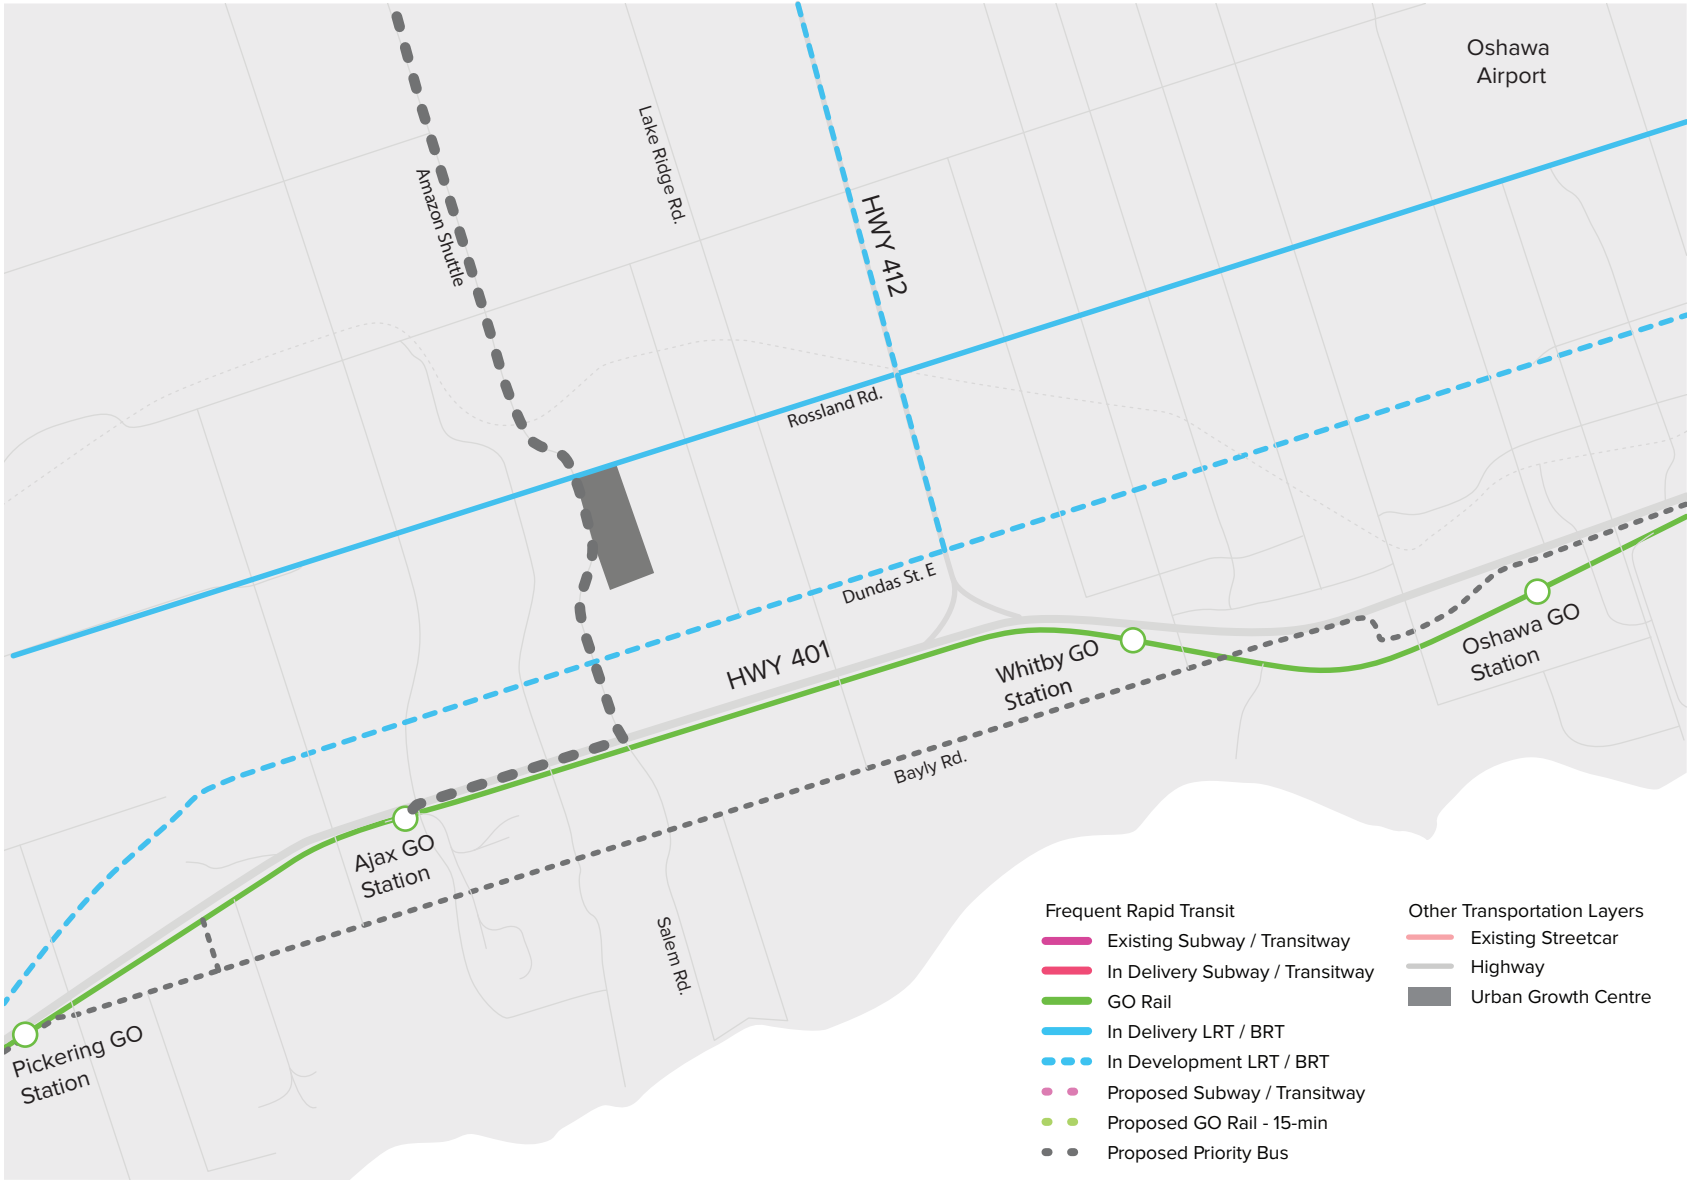 Oshawa
Airport
Lake Ridge Rd.
Amazon Shuttle
HWY 412
Rossland Rd.
Dundas St. E
HWY 401
Whitby GO
Station
Oshawa GO
Station
Bayly Rd.
Ajax GO
Station
Salem Rd.
Pickering GO
Station
Frequent Rapid Transit
Existing Subway / Transitway
In Delivery Subway / Transitway
GO Rail
In Delivery LRT / BRT
In Development LRT / BRT
Proposed Subway / Transitway
Proposed GO Rail - 15-min
Proposed Priority Bus
Other Transportation Layers
Existing Streetcar
Highway
Urban Growth Centre